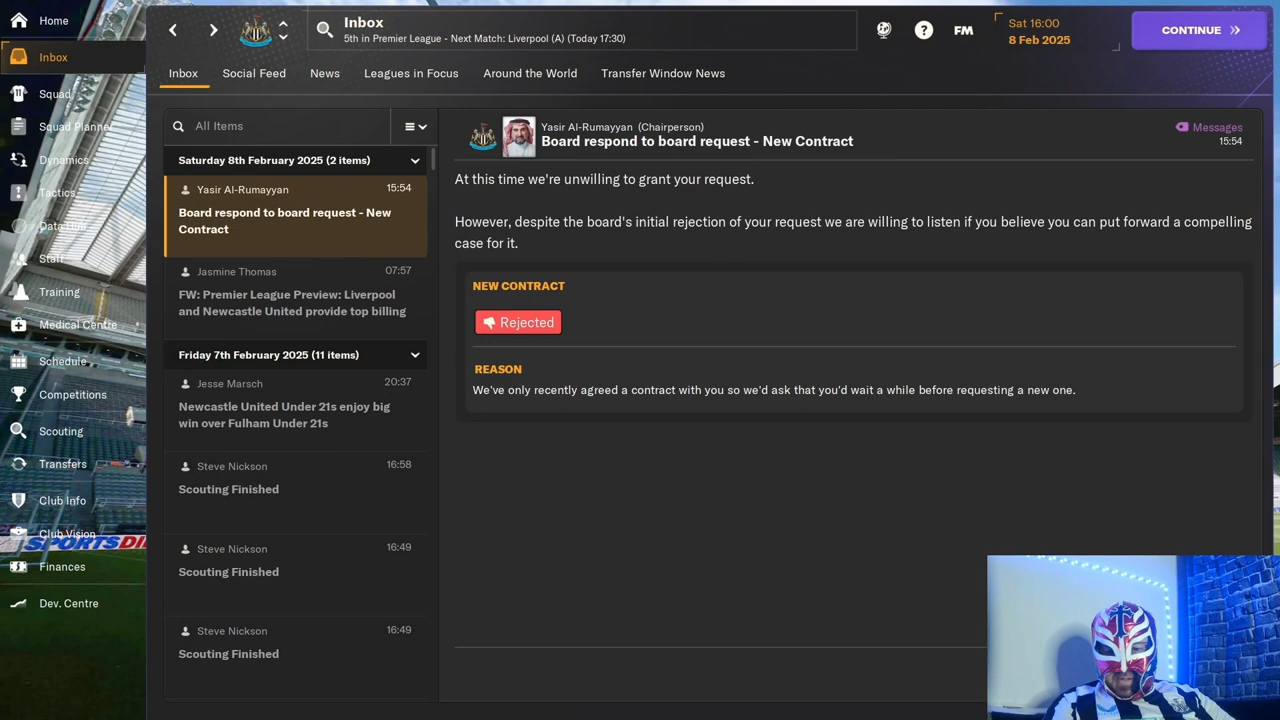 Home
Inbox
Squad
Squad Planner
Dynamics
Tactics
Data Hub
Staff
Training
Medical Centre
Schedule
Competitions
Scouting
Transfers
Club Info
Club Vision
SPORTS DI
Finances
Dev. Centre
Inbox
5th in Premier League - Next Match: Liverpool (A) (Today 17:30)
?
FM
Sat 16:00
8 Feb 2025
CONTINUE
Inbox Social Feed News Leagues in Focus Around the World Transfer Window News
All Items
Saturday 8th February 2025 (2 items)
Yasir Al-Rumayyan 15:54
Board respond to board request - New
Contract
Jasmine Thomas 07:57
FW: Premier League Preview: Liverpool
and Newcastle United provide top billing
Friday 7th February 2025 (11 items)
Jesse Marsch 20:37
Newcastle United Under 21s enjoy big
win over Fulham Under 21s
Steve Nickson 16:58
Scouting Finished
Steve Nickson 16:49
Scouting Finished
Steve Nickson 16:49
Scouting Finished
Yasir Al-Rumayyan (Chairperson)
Board respond to board request - New Contract
Messages
15:54
At this time we're unwilling to grant your request.
However, despite the board's initial rejection of your request we are willing to listen if you believe you can put forward a compelling
case for it.
NEW CONTRACT
Rejected
REASON
We've only recently agreed a contract with you so we'd ask that you'd wait a while before requesting a new one.